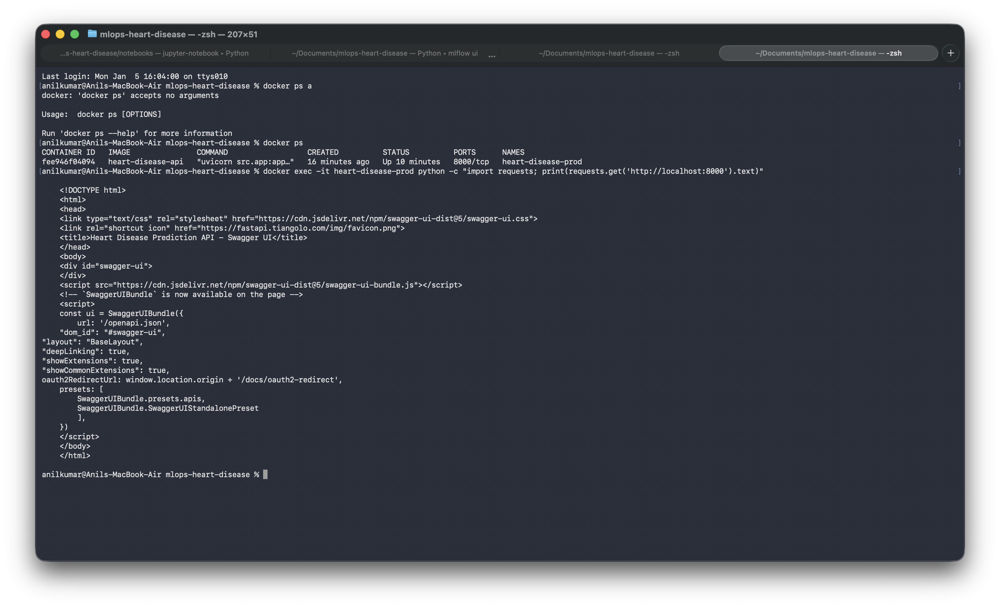 mlops-heart-disease — -zsh — 207×51
...s-heart-disease/notebooks — jupyter-notebook ▸ Python
~/Documents/mlops-heart-disease — Python ◂ mlflow ui ...
~/Documents/mlops-heart-disease — -zsh
~/Documents/mlops-heart-disease — -zsh
+
Last login: Mon Jan  5 16:04:00 on ttys010
[anilkumar@Anils-MacBook-Air mlops-heart-disease % docker ps a ]
docker: 'docker ps' accepts no arguments
Usage:  docker ps [OPTIONS]
Run 'docker ps --help' for more information
[anilkumar@Anils-MacBook-Air mlops-heart-disease % docker ps ]
CONTAINER ID   IMAGE               COMMAND                  CREATED          STATUS          PORTS      NAMES
fee946f04094   heart-disease-api   "uvicorn src.app:app…"   16 minutes ago   Up 10 minutes   8000/tcp   heart-disease-prod
[anilkumar@Anils-MacBook-Air mlops-heart-disease % docker exec -it heart-disease-prod python -c "import requests; print(requests.get('http://localhost:8000').text)" ]
    <!DOCTYPE html>
    <html>
    <head>
    <link type="text/css" rel="stylesheet" href="https://cdn.jsdelivr.net/npm/swagger-ui-dist@5/swagger-ui.css">
    <link rel="shortcut icon" href="https://fastapi.tiangolo.com/img/favicon.png">
    <title>Heart Disease Prediction API - Swagger UI</title>
    </head>
    <body>
    <div id="swagger-ui">
    </div>
    <script src="https://cdn.jsdelivr.net/npm/swagger-ui-dist@5/swagger-ui-bundle.js"></script>
    <!-- `SwaggerUIBundle` is now available on the page -->
    <script>
    const ui = SwaggerUIBundle({
        url: '/openapi.json',
    "dom_id": "#swagger-ui",
"layout": "BaseLayout",
"deepLinking": true,
"showExtensions": true,
"showCommonExtensions": true,
oauth2RedirectUrl: window.location.origin + '/docs/oauth2-redirect',
    presets: [
        SwaggerUIBundle.presets.apis,
        SwaggerUIBundle.SwaggerUIStandalonePreset
        ],
    })
    </script>
    </body>
    </html>
anilkumar@Anils-MacBook-Air mlops-heart-disease %